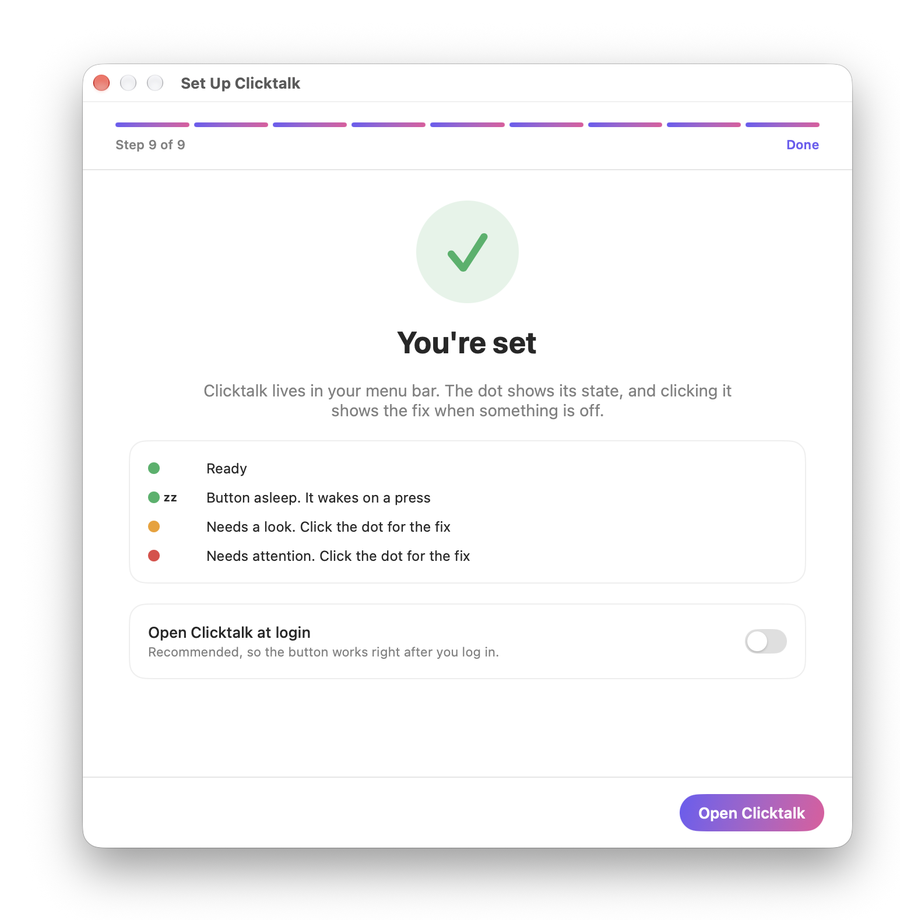 Set Up Clicktalk
Step 9 of 9
Done
You're set
Clicktalk lives in your menu bar. The dot shows its state, and clicking it
shows the fix when something is off.
Ready
zz Button asleep. It wakes on a press
Needs a look. Click the dot for the fix
Needs attention. Click the dot for the fix
Open Clicktalk at login
Recommended, so the button works right after you log in.
Open Clicktalk